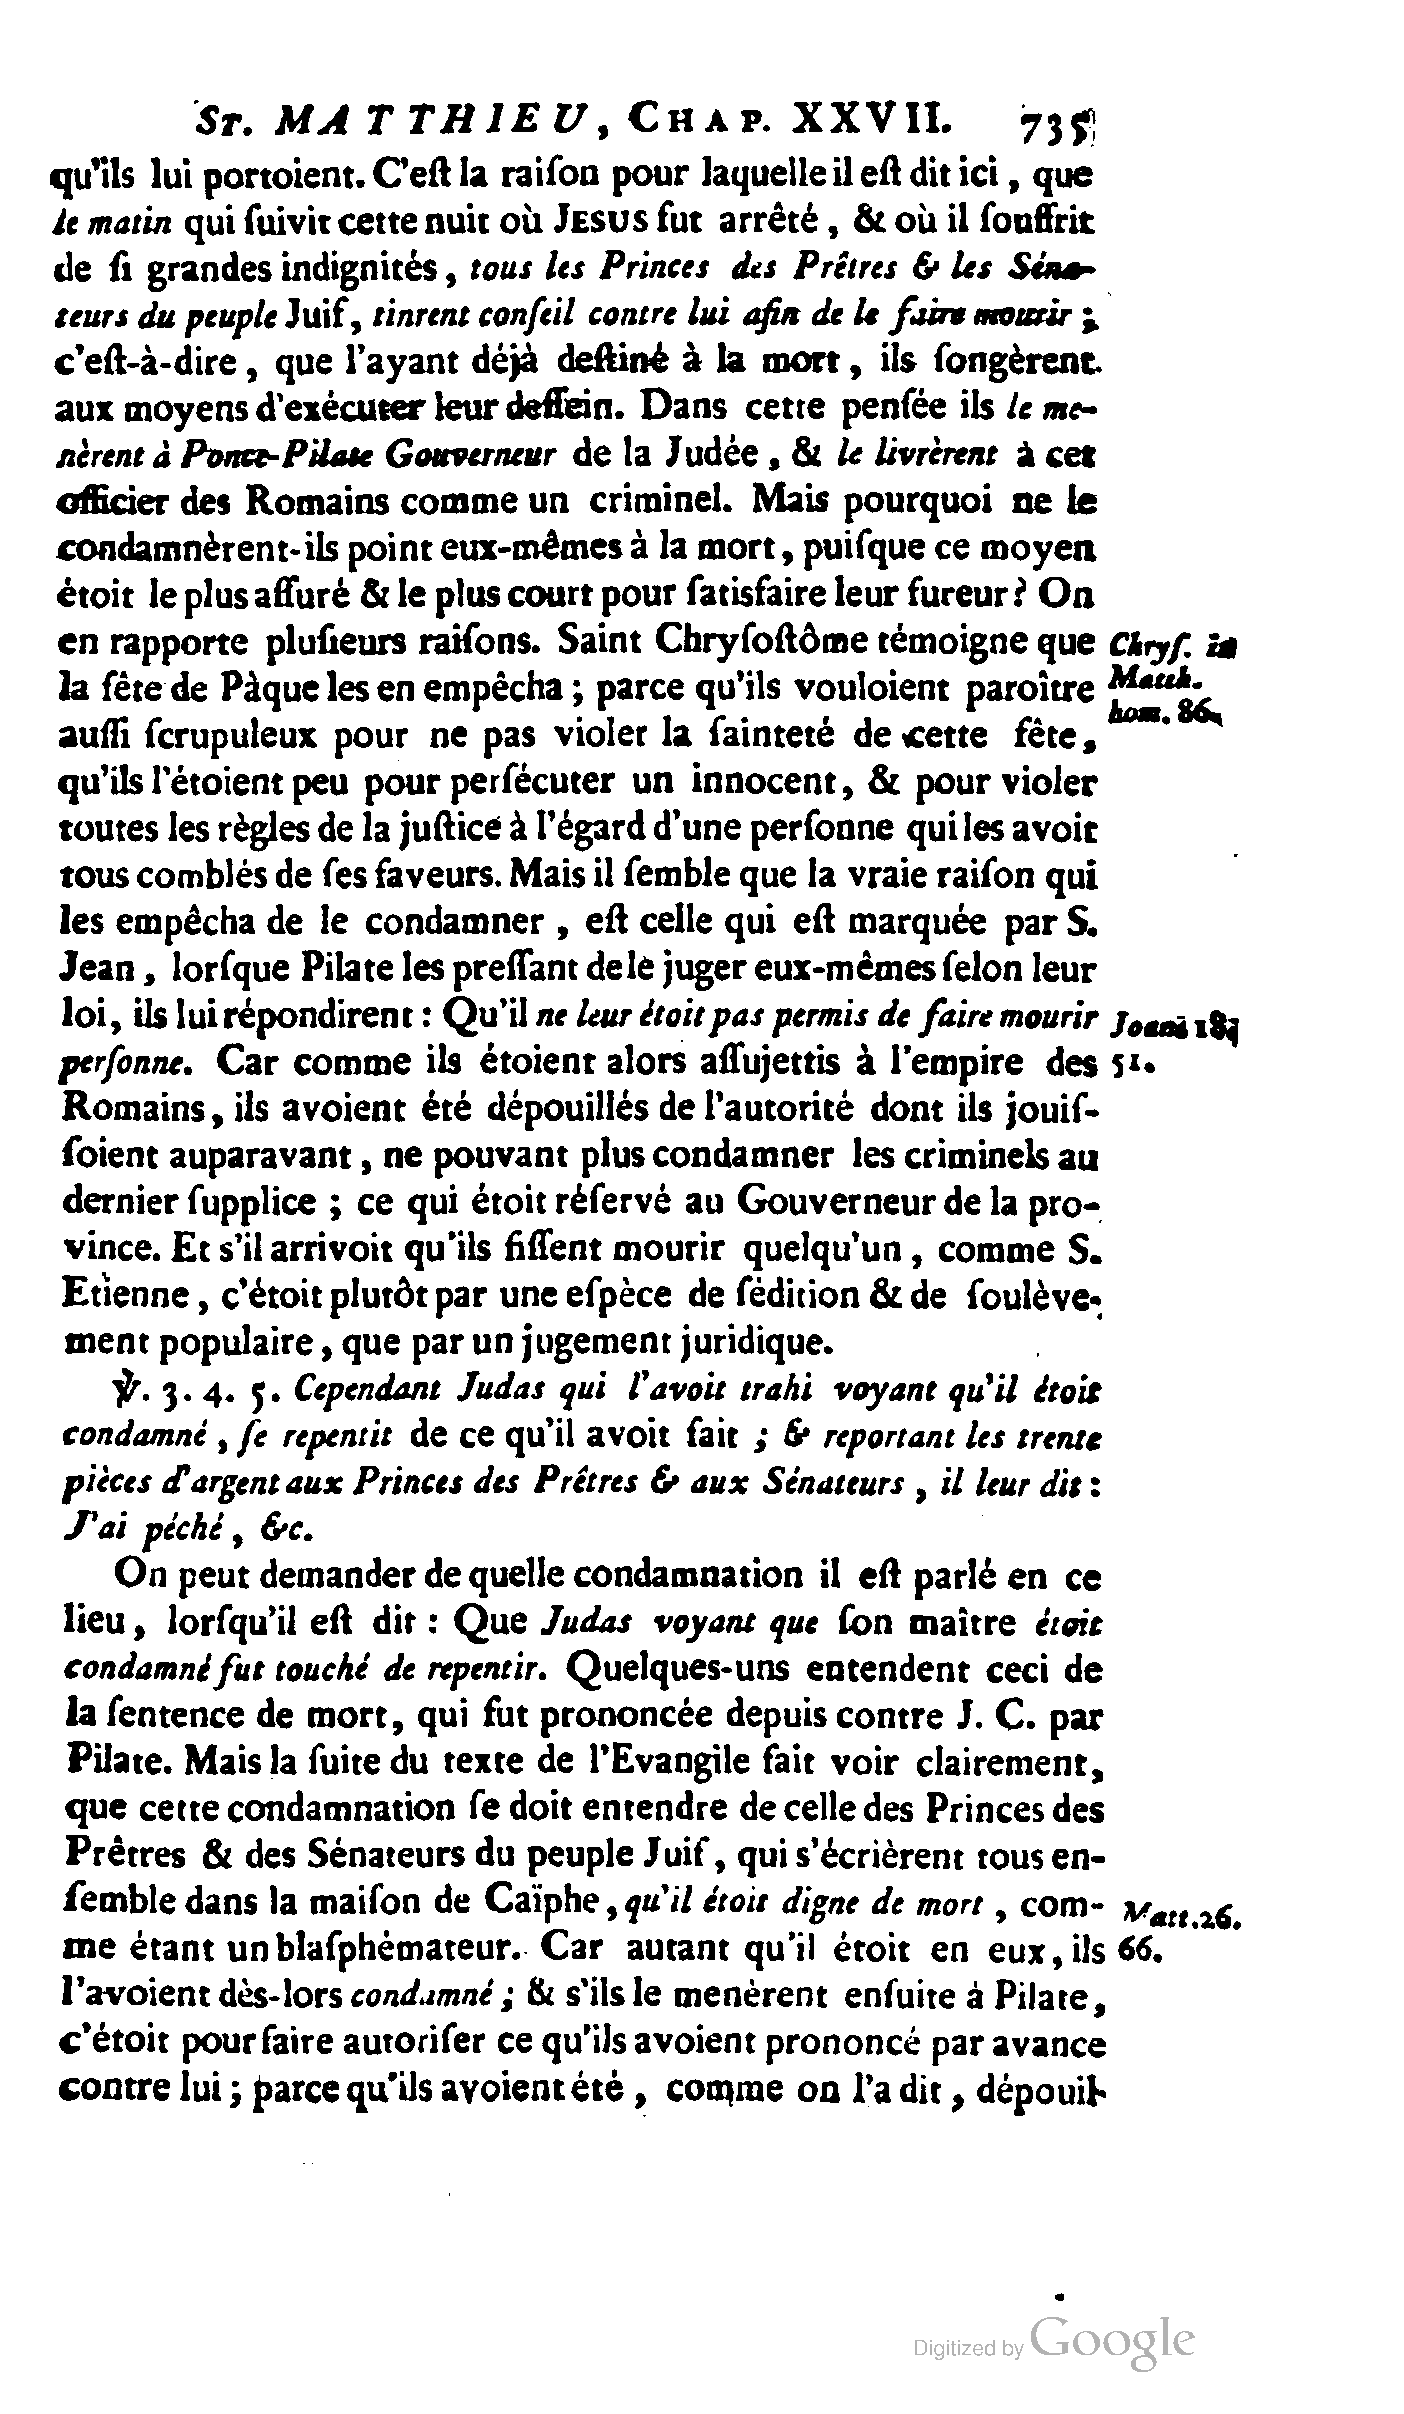 St. MATTHIEU, CHAP. XXVII. 735
qu'ils lui portoient. C'eſt la raiſon pour laquelle il eſt dit ici, que
le matin qui ſuivit cette nuit où JESUS fut arrêté, & où il ſouffrit
de ſi grandes indignités, tous les Princes des Prêtres & les Séna-
teurs du peuple Juif, tinrent conſeil contre lui afin de le faire mourir;
c'eſt-à-dire, que l'ayant déjà deſtiné à la mort, ils ſongèrent
aux moyens d'exécuter leur deſſein. Dans cette penſée ils le me-
nèrent à Ponce-Pilate Gouverneur de la Judée, & le livrèrent à cet
officier des Romains comme un criminel. Mais pourquoi ne le
condamnèrent-ils point eux-mêmes à la mort, puiſque ce moyen
étoit le plus aſſuré & le plus court pour ſatisfaire leur fureur? On
en rapporte pluſieurs raiſons. Saint Chryſoſtôme témoigne que
Chryſ. in
la fête de Pàque les en empêcha; parce qu'ils vouloient paroître
Matth.
hom. 86.
auſſi ſcrupuleux pour ne pas violer la ſainteté de cette fête,
qu'ils l'étoient peu pour perſécuter un innocent, & pour violer
toutes les règles de la juſtice à l'égard d'une perſonne qui les avoit
tous comblés de ſes faveurs. Mais il ſemble que la vraie raiſon qui
les empêcha de le condamner, eſt celle qui eſt marquée par S.
Jean, lorſque Pilate les preſſant de le juger eux-mêmes ſelon leur
loi, ils lui répondirent: Qu'il ne leur étoit pas permis de faire mourir
Joan. 18.
perſonne. Car comme ils étoient alors aſſujettis à l'empire des
51.
Romains, ils avoient été dépouillés de l'autorité dont ils jouiſ-
ſoient auparavant, ne pouvant plus condamner les criminels au
dernier ſupplice; ce qui étoit réſervé au Gouverneur de la pro-
vince. Et s'il arrivoit qu'ils fiſſent mourir quelqu'un, comme S.
Etienne, c'étoit plutôt par une eſpèce de ſédition & de ſoulève-
ment populaire, que par un jugement juridique.
℣. 3. 4. 5. Cependant Judas qui l'avoit trahi voyant qu'il étoit
condamné, ſe repentit de ce qu'il avoit fait; & reportant les trente
pièces d'argent aux Princes des Prêtres & aux Sénateurs, il leur dit:
J'ai péché, &c.
On peut demander de quelle condamnation il eſt parlé en ce
lieu, lorſqu'il eſt dit: Que Judas voyant que ſon maître étoit
condamné fut touché de repentir. Quelques-uns entendent ceci de
la ſentence de mort, qui fut prononcée depuis contre J. C. par
Pilate. Mais la ſuite du texte de l'Evangile fait voir clairement,
que cette condamnation ſe doit entendre de celle des Princes des
Prêtres & des Sénateurs du peuple Juif, qui s'écrièrent tous en-
ſemble dans la maiſon de Caïphe, qu'il étoit digne de mort, com-
Matt. 26.
me étant un blaſphémateur. Car autant qu'il étoit en eux, ils
66.
l'avoient dès-lors condamné; & s'ils le menèrent enſuite à Pilate,
c'étoit pour faire autoriſer ce qu'ils avoient prononcé par avance
contre lui; parce qu'ils avoient été, comme on l'a dit, dépouil-
Digitized by Google